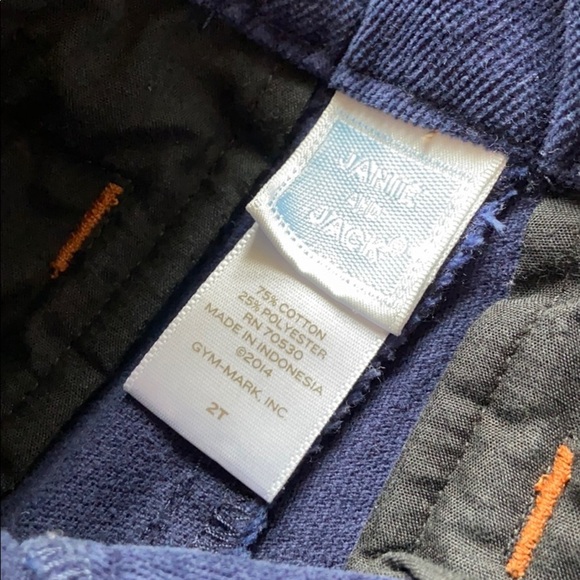 JANIE
AND
JACK®
75% COTTON
25% POLYESTER
RN 70530
MADE IN INDONESIA
©2014
GYM-MARK, INC.
2T